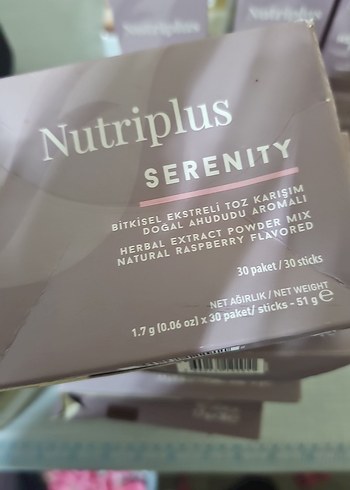 Nutriplus
Nutriplus
SERENITY
BİTKİSEL EKSTRELİ TOZ KARIŞIM
DOĞAL AHUDUDU AROMALI
HERBAL EXTRACT POWDER MIX
NATURAL RASPBERRY FLAVORED
30 paket / 30 sticks
NET AĞIRLIK / NET WEIGHT
1.7 g (0.06 oz) x 30 paket/ sticks - 51 g e